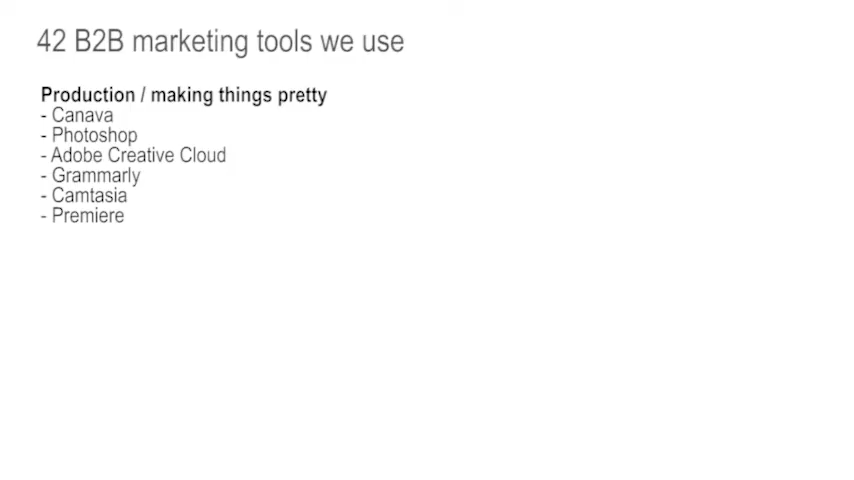 42 B2B marketing tools we use
Production / making things pretty
- Canava
- Photoshop
- Adobe Creative Cloud
- Grammarly
- Camtasia
- Premiere